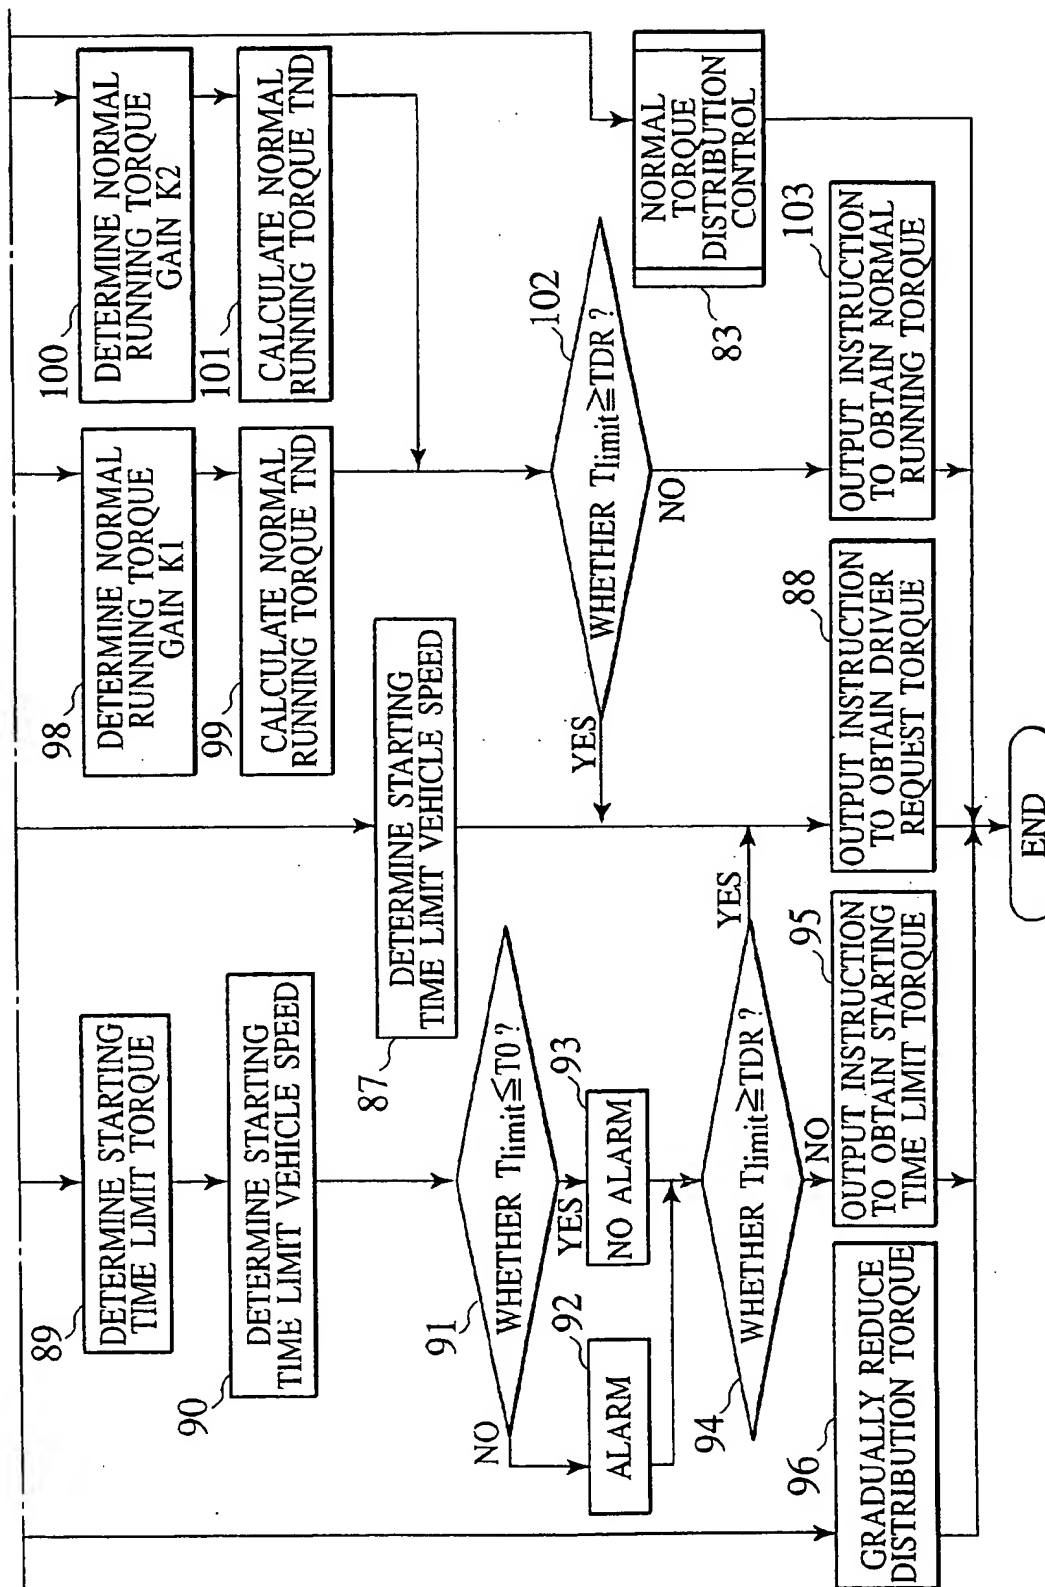 89
DETERMINE STARTING
TIME LIMIT TORQUE
90
DETERMINE STARTING
TIME LIMIT VEHICLE SPEED
91
WHETHER Tlimit≦T0?
NO
YES
92
ALARM
93
NO ALARM
94
WHETHER Tlimit≧TDR?
YES
NO
95
OUTPUT INSTRUCTION
TO OBTAIN STARTING
TIME LIMIT TORQUE
96
GRADUALLY REDUCE
DISTRIBUTION TORQUE
87
DETERMINE STARTING
TIME LIMIT VEHICLE SPEED
88
OUTPUT INSTRUCTION
TO OBTAIN DRIVER
REQUEST TORQUE
98
DETERMINE NORMAL
RUNNING TORQUE
GAIN K1
99
CALCULATE NORMAL
RUNNING TORQUE TND
100
DETERMINE NORMAL
RUNNING TORQUE
GAIN K2
101
CALCULATE NORMAL
RUNNING TORQUE TND
102
WHETHER Tlimit≧TDR?
YES
NO
103
OUTPUT INSTRUCTION
TO OBTAIN NORMAL
RUNNING TORQUE
83
NORMAL
TORQUE
DISTRIBUTION
CONTROL
END